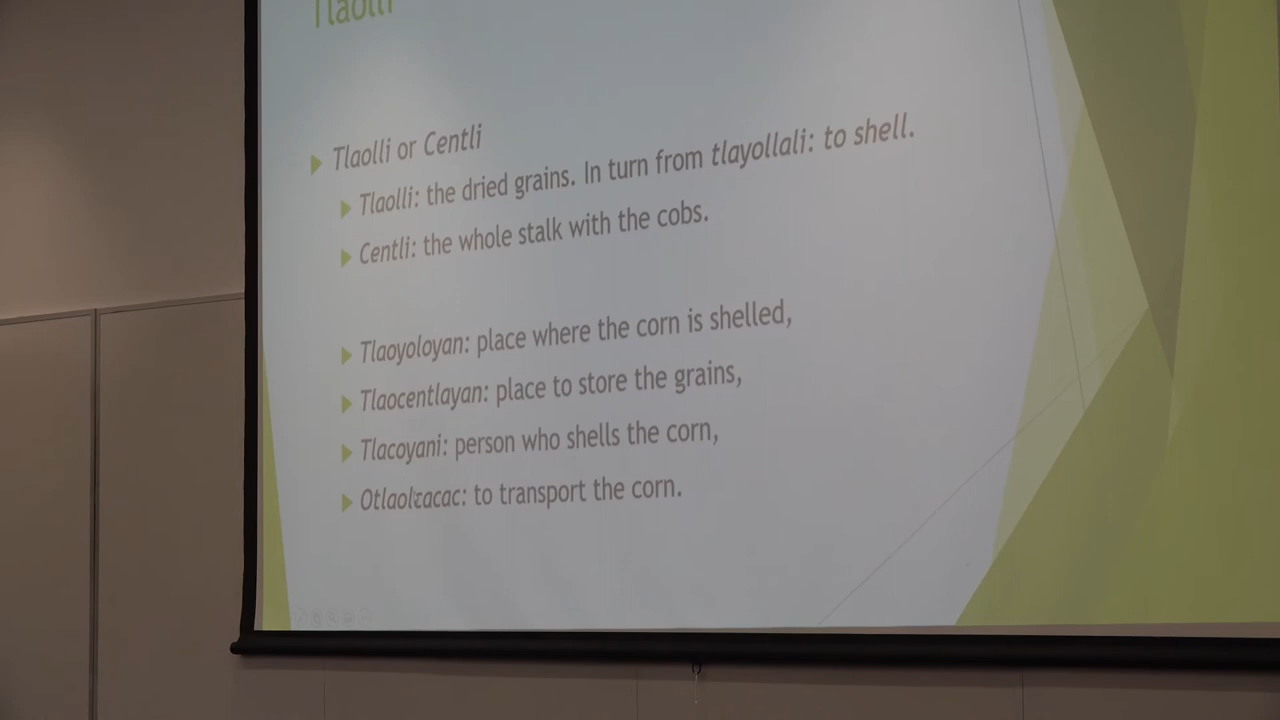 Tlaolli
Tlaolli or Centli
Tlaolli: the dried grains. In turn from tlayollali: to shell.
Centli: the whole stalk with the cobs.
Tlaoyoloyan: place where the corn is shelled,
Tlaocentlayan: place to store the grains,
Tlacoyani: person who shells the corn,
Otlaolzacac: to transport the corn.